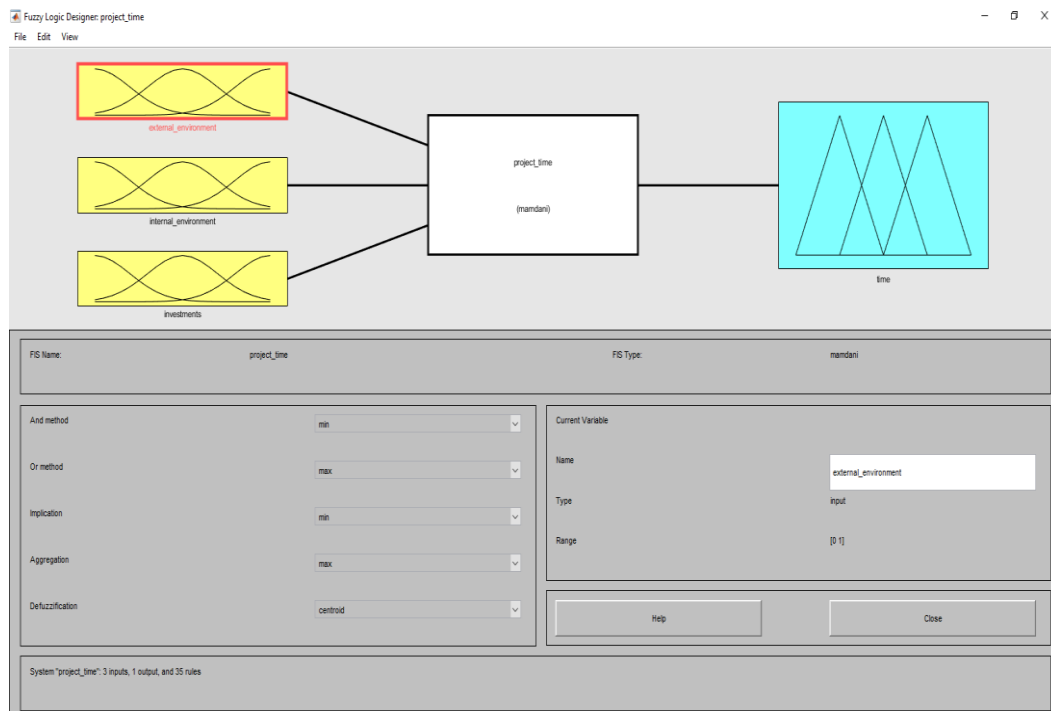 Fuzzy Logic Designer: project_time
File Edit View
external_environment
internal_environment
investments
project_time
(mamdani)
time
FIS Name: project_time FIS Type: mamdani
And method min
Or method max
Implication min
Aggregation max
Defuzzification centroid
Current Variable
Name external_environment
Type input
Range [0 1]
Help Close
System "project_time": 3 inputs, 1 output, and 35 rules